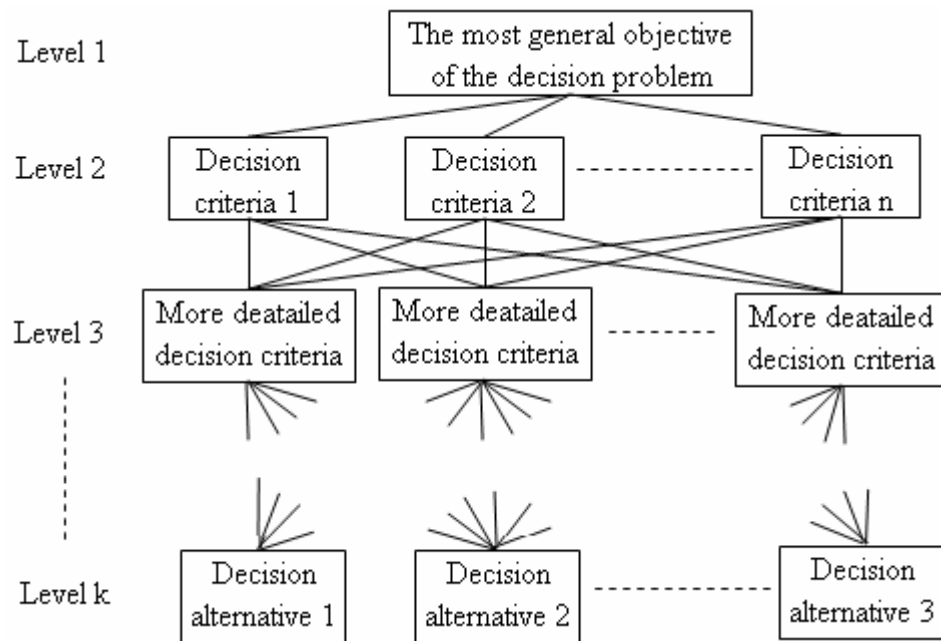 Level 1
The most general objective
of the decision problem
Level 2
Decision
criteria 1
Decision
criteria 2
Decision
criteria n
Level 3
More deatailed
decision criteria
More deatailed
decision criteria
More deatailed
decision criteria
Level k
Decision
alternative 1
Decision
alternative 2
Decision
alternative 3